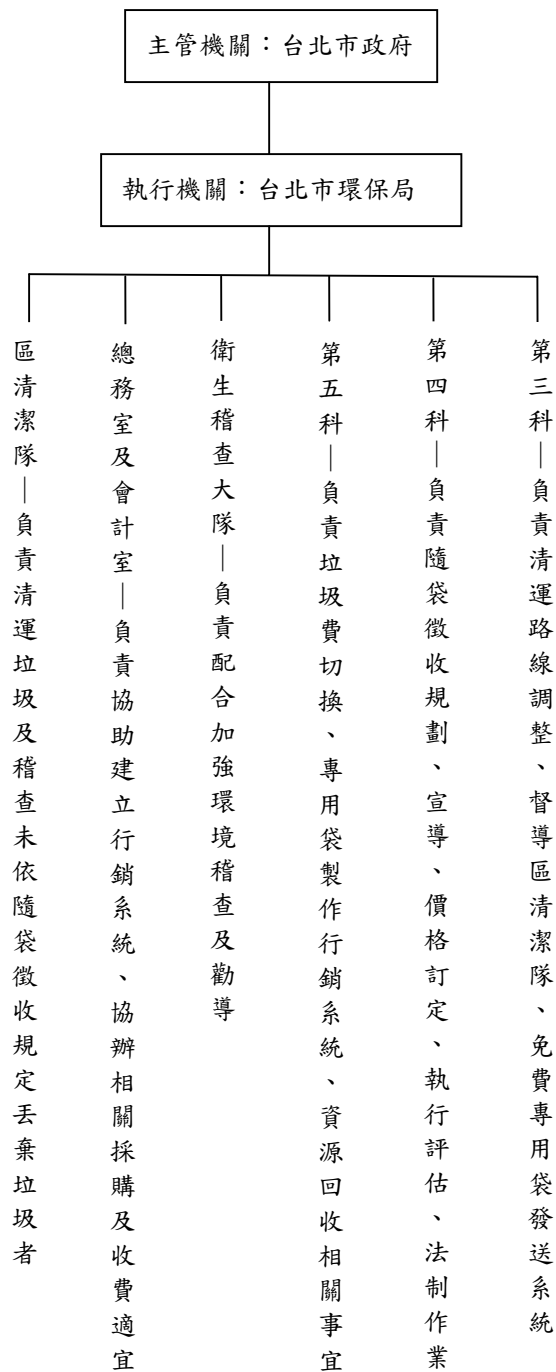 主管機關：台北市政府
執行機關：台北市環保局
第三科｜負責清運路線調整、督導區清潔隊、免費專用袋發送系統
第四科｜負責隨袋徵收規劃、宣導、價格訂定、執行評估、法制作業
第五科｜負責垃圾費切換、專用袋製作行銷系統、資源回收相關事宜
衛生稽查大隊｜負責配合加強環境稽查及勸導
總務室及會計室｜負責協助建立行銷系統、協辦相關採購及收費適宜
區清潔隊｜負責清運垃圾及稽查未依隨袋徵收規定丟棄垃圾者